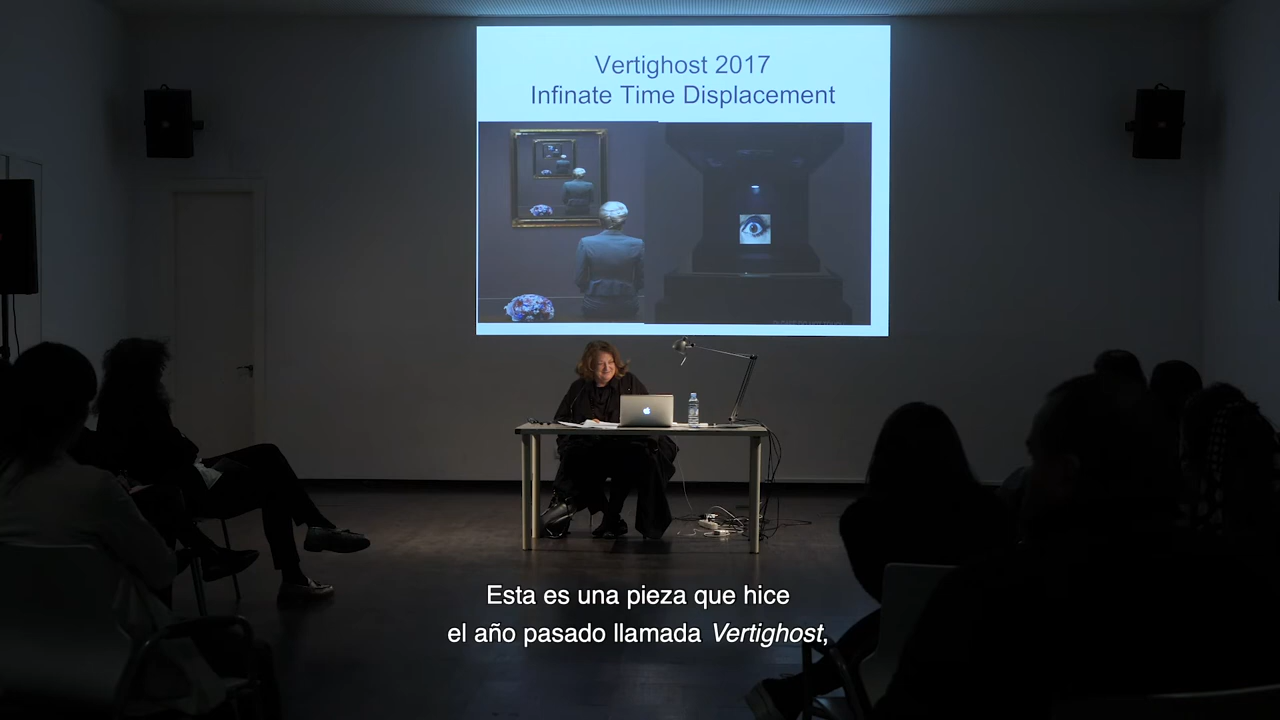 Vertighost 2017
Infinate Time Displacement
Esta es una pieza que hice
el año pasado llamada Vertighost,